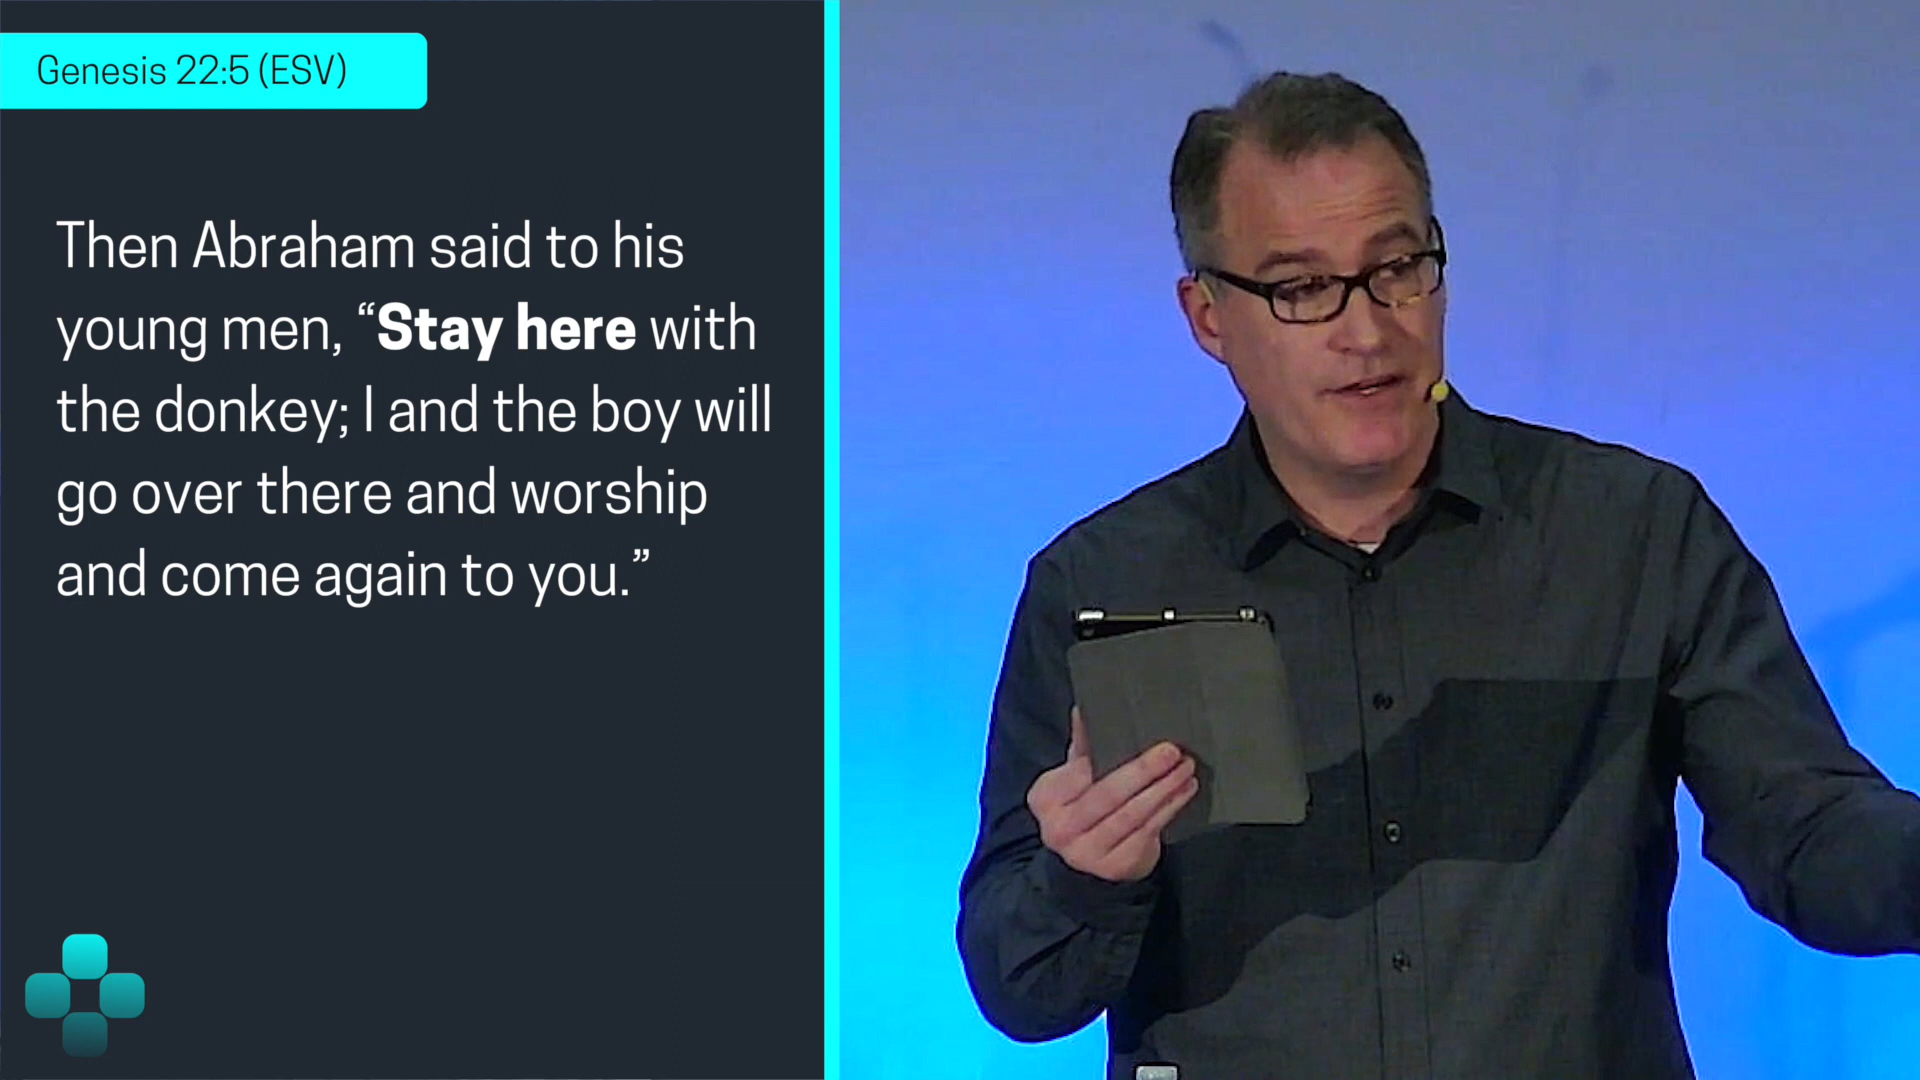 Genesis 22:5 (ESV)
Then Abraham said to his
young men, “Stay here with
the donkey; I and the boy will
go over there and worship
and come again to you.”